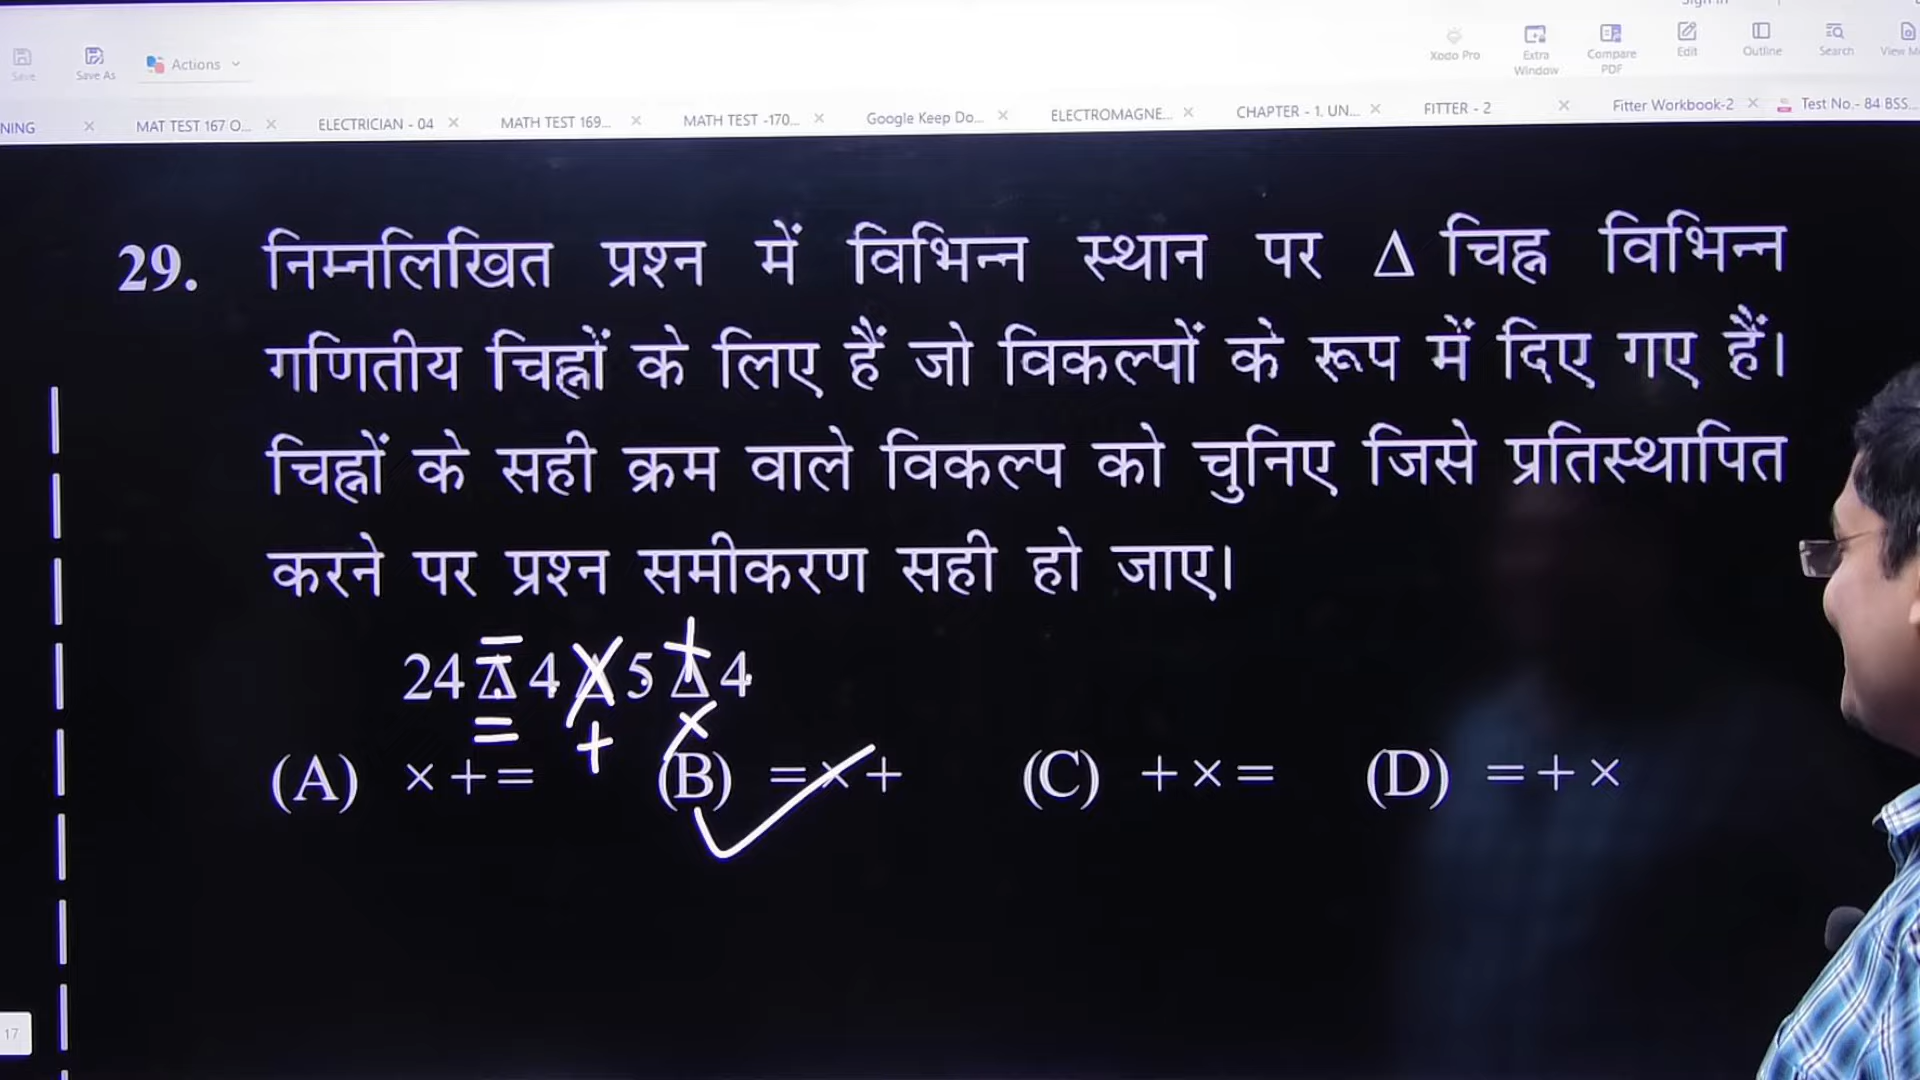 Sign in
Save
Save As
Actions
Xodo Pro
Extra Window
Compare PDF
Edit
Outline
Search
View M
NING
MAT TEST 167 O...
ELECTRICIAN - 04
MATH TEST 169...
MATH TEST -170...
Google Keep Do...
ELECTROMAGNE...
CHAPTER - 1. UN...
FITTER - 2
Fitter Workbook-2
Test No.- 84 BSS...
29. निम्नलिखित प्रश्न में विभिन्न स्थान पर Δ चिह्न विभिन्न
गणितीय चिह्नों के लिए हैं जो विकल्पों के रूप में दिए गए हैं।
चिह्नों के सही क्रम वाले विकल्प को चुनिए जिसे प्रतिस्थापित
करने पर प्रश्न समीकरण सही हो जाए।
= × +
24 Δ 4 Δ 5 Δ 4
= + ×
(A) × + = (B) = × + (C) + × = (D) = + ×
17